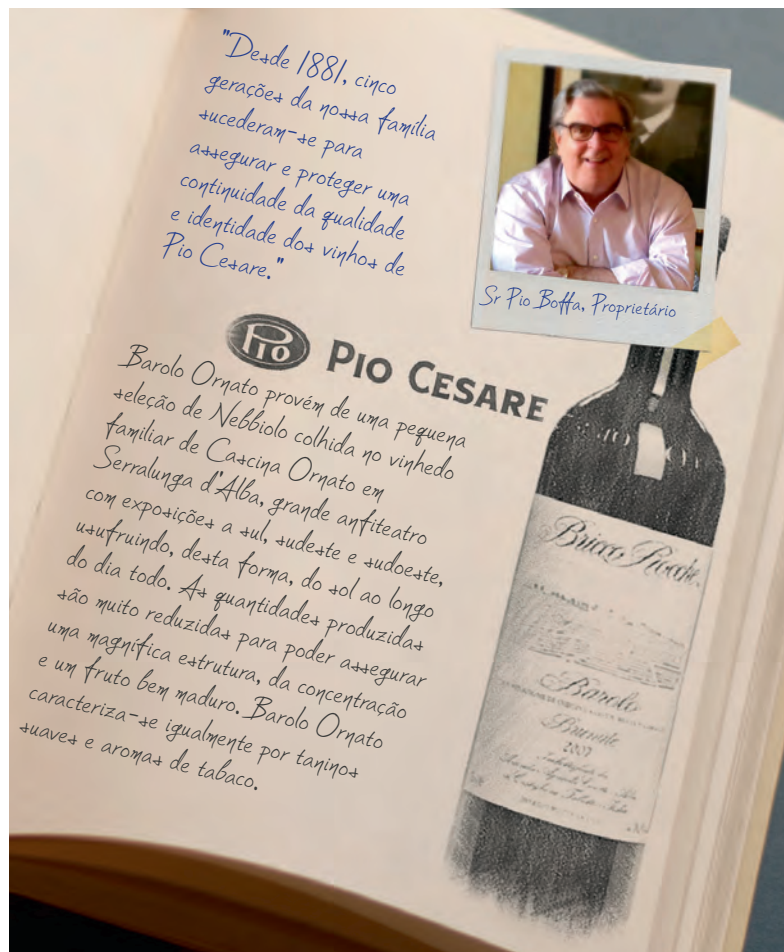 "Desde 1881, cinco
gerações da nossa família
sucederam-se para
assegurar e proteger uma
continuidade da qualidade
e identidade dos vinhos de
Pio Cesare."
Sr Pio Boffa, Proprietário
PIO
PIO CESARE
Barolo Ornato provém de uma pequena
seleção de Nebbiolo colhida no vinhedo
familiar de Cascina Ornato em
Serralunga d'Alba, grande anfiteatro
com exposições a sul, sudeste e sudoeste,
usufruindo, desta forma, do sol ao longo
do dia todo. As quantidades produzidas
são muito reduzidas para poder assegurar
uma magnífica estrutura, da concentração
e um fruto bem maduro. Barolo Ornato
caracteriza-se igualmente por taninos
suaves e aromas de tabaco.
Bricco Rocche
Barolo
Brunate
2007